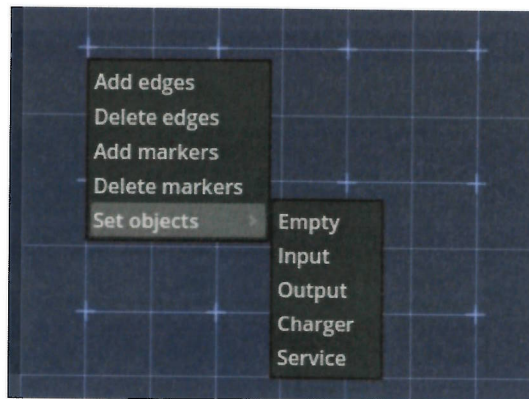 Add edges
Delete edges
Add markers
Delete markers
Set objects >
Empty
Input
Output
Charger
Service